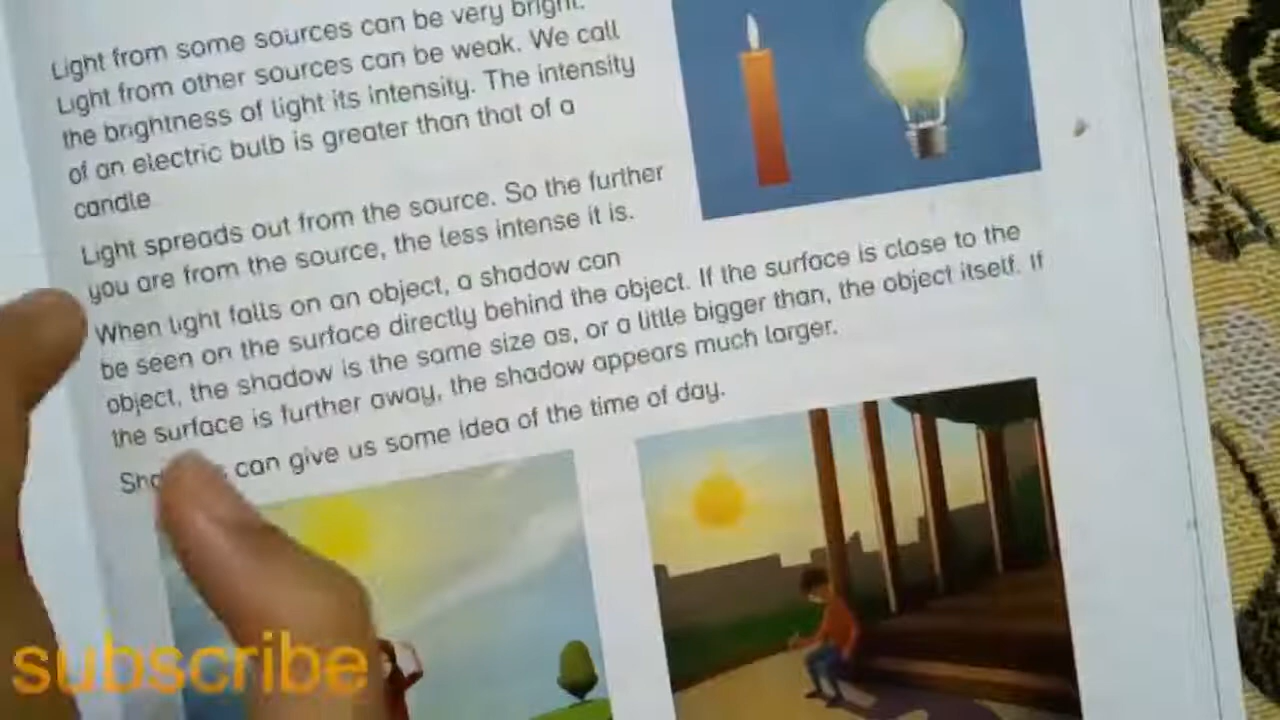 Light from some sources can be very bright.
Light from other sources can be weak. We call
the brightness of light its intensity. The intensity
of an electric bulb is greater than that of a
candle
Light spreads out from the source. So the further
you are from the source, the less intense it is.
When light falls on an object, a shadow can
be seen on the surface directly behind the object. If the surface is close to the
object, the shadow is the same size as, or a little bigger than, the object itself. If
the surface is further away, the shadow appears much larger.
can give us some idea of the time of day.
subscribe